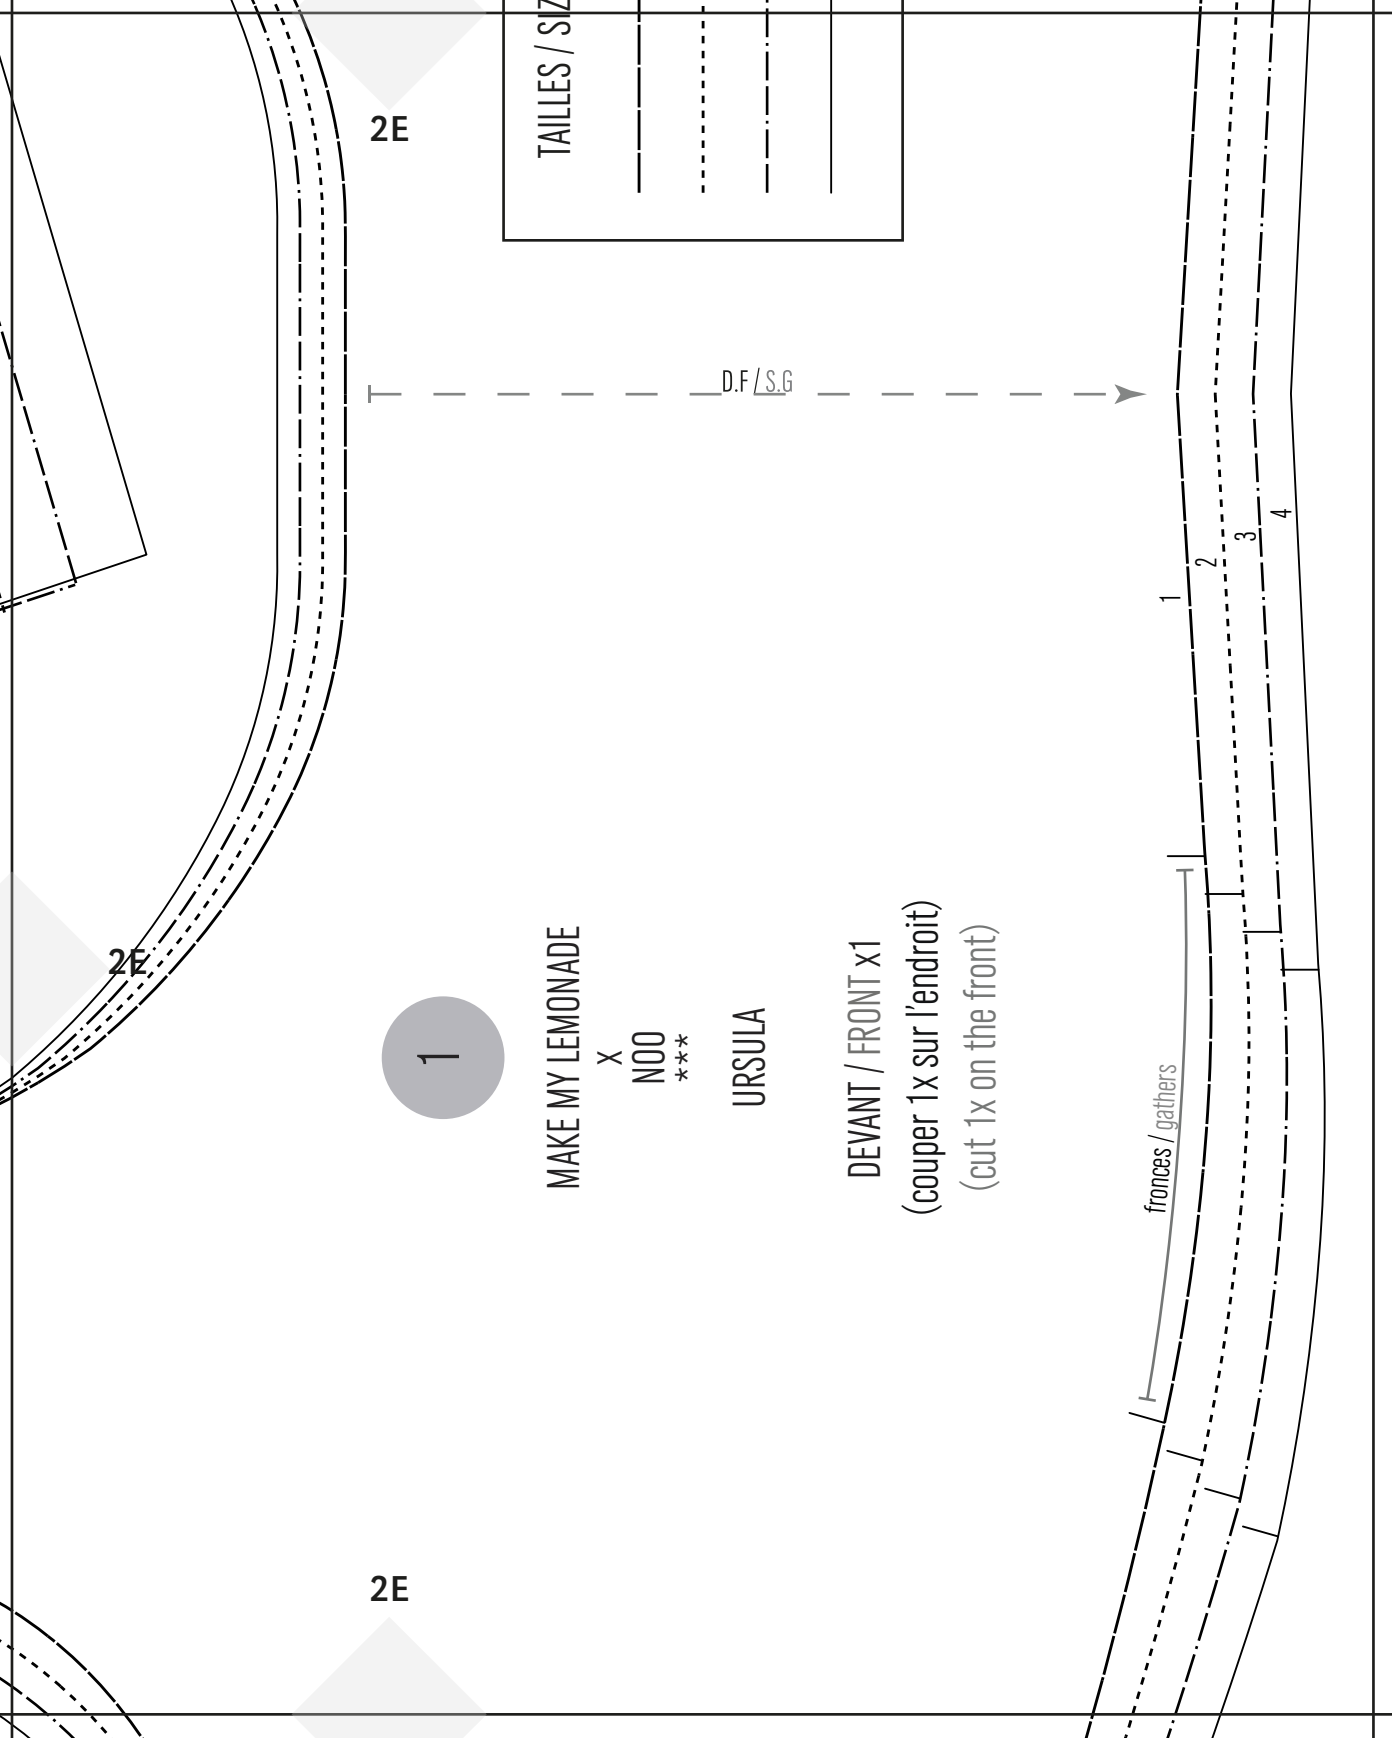 2E
TAILLES / SIZ
D.F / S.G
1
2
3
4
2E
1
MAKE MY LEMONADE
X
NOO
***
URSULA
DEVANT / FRONT x1
(couper 1x sur l'endroit)
(cut 1x on the front)
fronces / gathers
2E